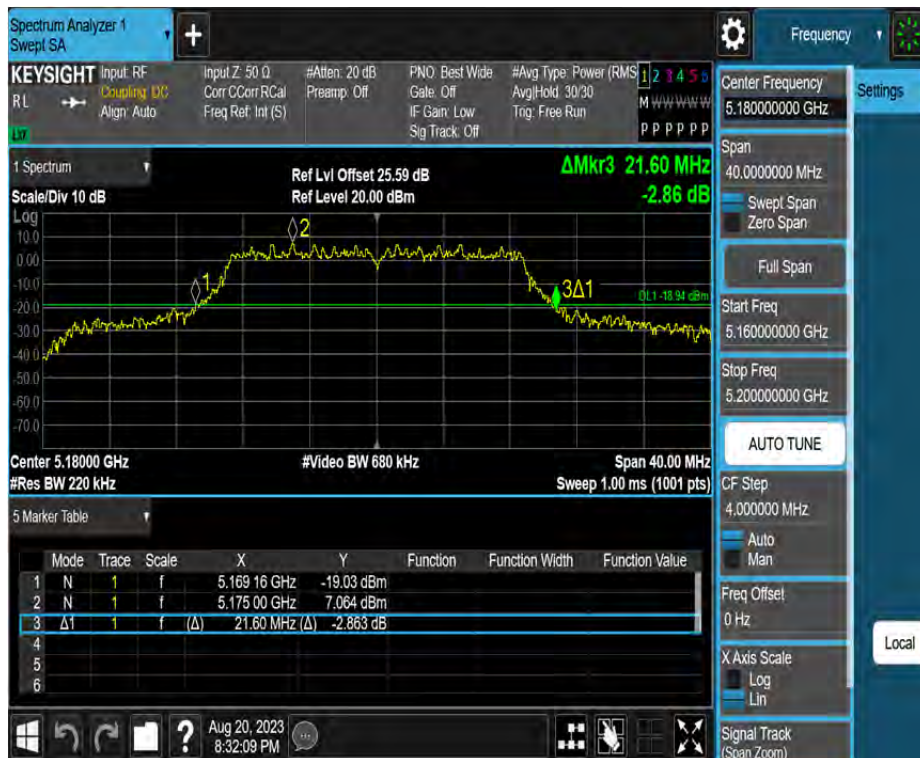 Spectrum Analyzer 1
Swept SA
Frequency
KEYSIGHT
RL
LXI
Input: RF
Coupling: DC
Align: Auto
Input Z: 50 Ω
Corr CCorr RCal
Freq Ref: Int (S)
#Atten: 20 dB
Preamp: Off
PNO: Best Wide
Gate: Off
IF Gain: Low
Sig Track: Off
#Avg Type: Power (RMS
Avg|Hold: 30/30
Trig: Free Run
1 2 3 4 5 6
M W W W W W
P P P P P P
1 Spectrum
Scale/Div 10 dB
Ref Lvl Offset 25.59 dB
Ref Level 20.00 dBm
ΔMkr3 21.60 MHz
-2.86 dB
Log
10.0
0.00
-10.0
-20.0
-30.0
-40.0
-50.0
-60.0
-70.0
1
2
3Δ1
DL1 -18.94 dBm
Center 5.18000 GHz
#Res BW 220 kHz
#Video BW 680 kHz
Span 40.00 MHz
Sweep 1.00 ms (1001 pts)
5 Marker Table
Mode Trace Scale X Y Function Function Width Function Value
1 N 1 f 5.169 16 GHz -19.03 dBm
2 N 1 f 5.175 00 GHz 7.064 dBm
3 Δ1 1 f (Δ) 21.60 MHz (Δ) -2.863 dB
4
5
6
Aug 20, 2023
8:32:09 PM
Center Frequency
5.180000000 GHz
Span
40.0000000 MHz
Swept Span
Zero Span
Full Span
Start Freq
5.160000000 GHz
Stop Freq
5.200000000 GHz
AUTO TUNE
CF Step
4.000000 MHz
Auto
Man
Freq Offset
0 Hz
X Axis Scale
Log
Lin
Signal Track
(Span Zoom)
Settings
Local